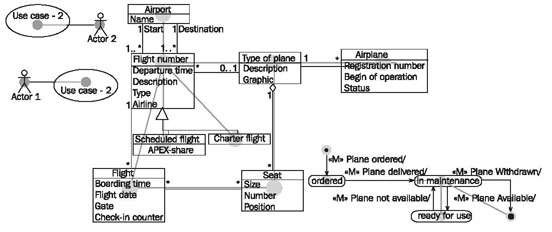 Use case - 2
Actor 2
Use case - 2
Actor 1
Airport
Name
1 Start 1 Destination
1..* 1..*
Flight number
Departure time
Description
Type
Airline
* 0..1
Type of plane
Description
Graphic
1 *
Airplane
Registration number
Begin of operation
Status
1
1
Scheduled flight
APEX-share
Charter flight
*
Flight
Boarding time
Flight date
Gate
Check-in counter
* *
*
Seat
Size
Number
Position
«M» Plane ordered/
«M» Plane delivered/
«M» Plane Withdrawn/
ordered
in maintenance
«M» Plane not available/
«M» Plane Available/
ready for use